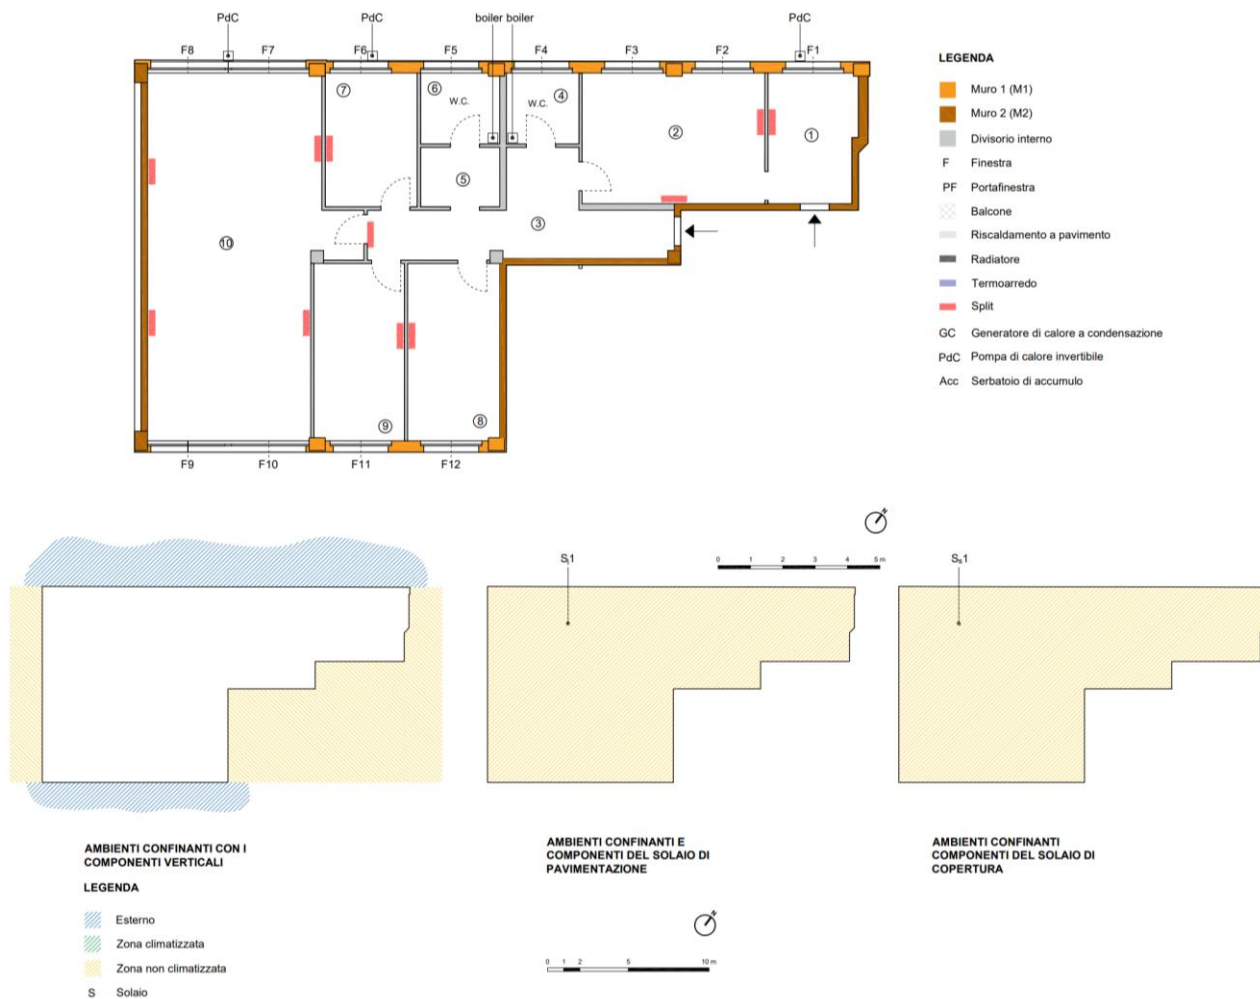 PdC PdC boiler boiler PdC
F8 F7 F6 F5 F4 F3 F2 F1
7
6
W.C.
W.C.
4
2
1
5
3
10
9
8
F9 F10 F11 F12
LEGENDA
Muro 1 (M1)
Muro 2 (M2)
Divisorio interno
F Finestra
PF Portafinestra
Balcone
Riscaldamento a pavimento
Radiatore
Termoarredo
Split
GC Generatore di calore a condensazione
PdC Pompa di calore invertibile
Acc Serbatoio di accumulo
N
0 1 2 3 4 5 m
Si1
Ss1
AMBIENTI CONFINANTI CON I
COMPONENTI VERTICALI
LEGENDA
Esterno
Zona climatizzata
Zona non climatizzata
S Solaio
AMBIENTI CONFINANTI E
COMPONENTI DEL SOLAIO DI
PAVIMENTAZIONE
AMBIENTI CONFINANTI
COMPONENTI DEL SOLAIO DI
COPERTURA
N
0 1 2 5 10 m